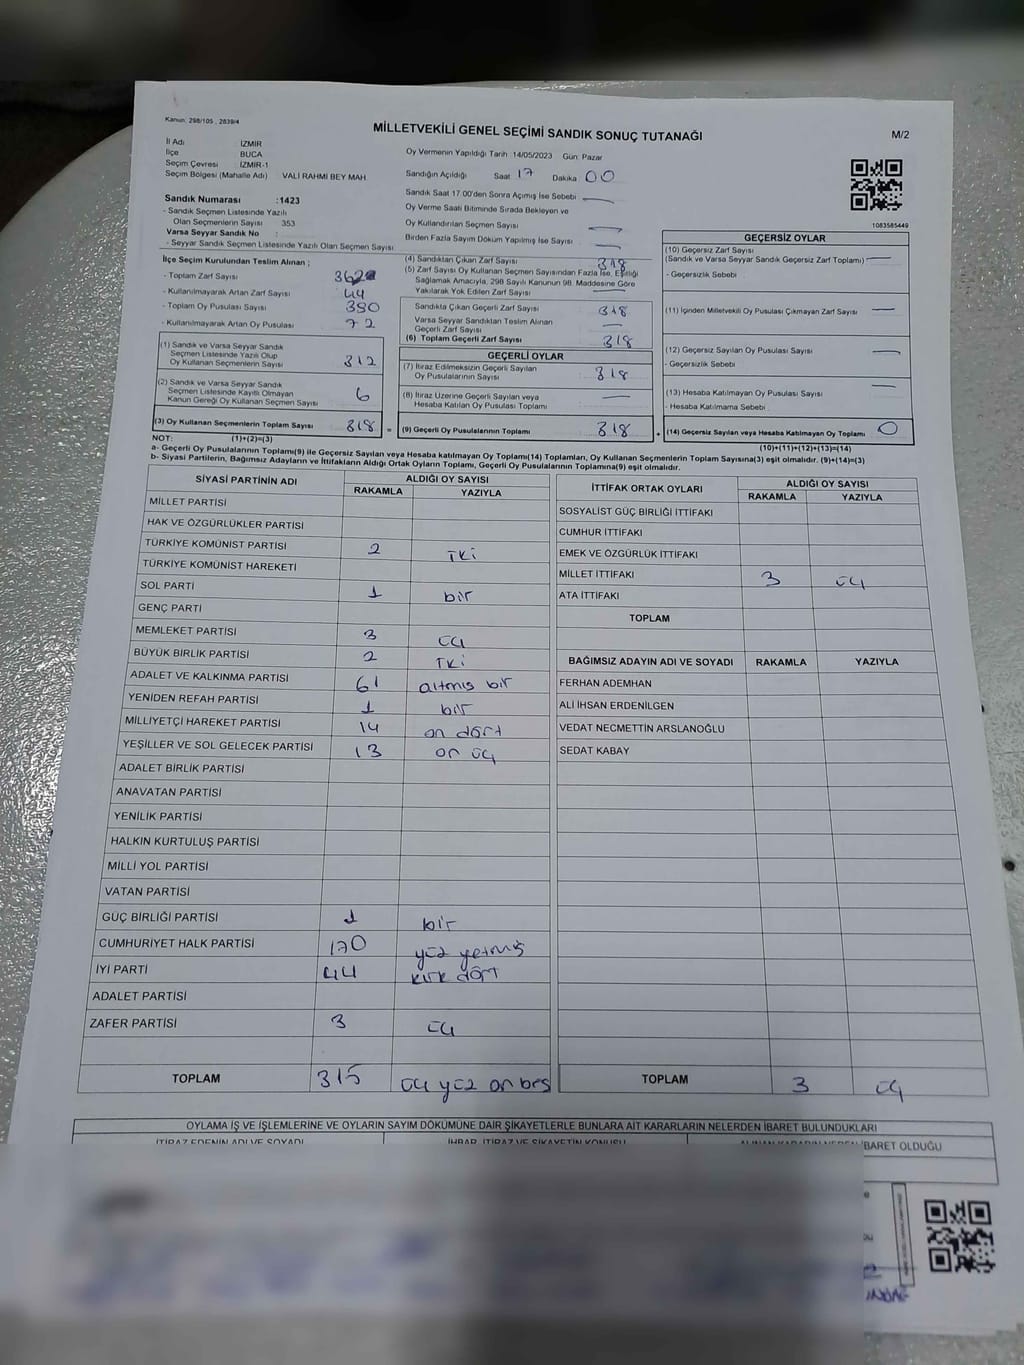 Kanun: 298/105 , 2839/4
MİLLETVEKİLİ GENEL SEÇİMİ SANDIK SONUÇ TUTANAĞI
M/2
İl Adı İZMİR
İlçe BUCA
Seçim Çevresi İZMİR-1
Seçim Bölgesi (Mahalle Adı) VALİ RAHMİ BEY MAH
Oy Vermenin Yapıldığı Tarih 14/05/2023 Gün: Pazar
Sandığın Açıldığı Saat 17 Dakika 00
Sandık Saat 17.00'den Sonra Açımış İse Sebebi
Oy Verme Saati Bitiminde Sırada Bekleyen ve
Oy Kullandırılan Seçmen Sayısı
Birden Fazla Sayım Döküm Yapılmış İse Sayısı
1083585449
Sandık Numarası :1423
- Sandık Seçmen Listesinde Yazılı
Olan Seçmenlerin Sayısı 353
Varsa Seyyar Sandık No :
- Seyyar Sandık Seçmen Listesinde Yazılı Olan Seçmen Sayısı
İlçe Seçim Kurulundan Teslim Alınan ;
- Toplam Zarf Sayısı 362
- Kullanılmayarak Artan Zarf Sayısı 44
- Toplam Oy Pusulası Sayısı 390
- Kullanılmayarak Artan Oy Pusulası 72
(1) Sandık ve Varsa Seyyar Sandık
Seçmen Listesinde Yazılı Olup
Oy Kullanan Seçmenlerin Sayısı 312
(2) Sandık ve Varsa Seyyar Sandık
Seçmen Listesinde Kayıtlı Olmayan
Kanun Gereği Oy Kullanan Seçmen Sayısı 6
(3) Oy Kullanan Seçmenlerin Toplam Sayısı 318
(4) Sandıktan Çıkan Zarf Sayısı 318
(5) Zarf Sayısı Oy Kullanan Seçmen Sayısından Fazla İse, Eşitliği
Sağlamak Amacıyla, 298 Sayılı Kanunun 98. Maddesine Göre
Yakılarak Yok Edilen Zarf Sayısı
Sandıkta Çıkan Geçerli Zarf Sayısı 318
Varsa Seyyar Sandıktan Teslim Alınan
Geçerli Zarf Sayısı
(6) Toplam Geçerli Zarf Sayısı 318
GEÇERLİ OYLAR
(7) İtiraz Edilmeksizin Geçerli Sayılan
Oy Pusulalarının Sayısı 318
(8) İtiraz Üzerine Geçerli Sayılan veya
Hesaba Katılan Oy Pusulası Toplamı
= (9) Geçerli Oy Pusulalarının Toplamı 318
GEÇERSİZ OYLAR
(10) Geçersiz Zarf Sayısı
(Sandık ve Varsa Seyyar Sandık Geçersiz Zarf Toplamı)
- Geçersizlik Sebebi
(11) İçinden Milletvekili Oy Pusulası Çıkmayan Zarf Sayısı
(12) Geçersiz Sayılan Oy Pusulası Sayısı
- Geçersizlik Sebebi
(13) Hesaba Katılmayan Oy Pusulası Sayısı
- Hesaba Katılmama Sebebi
+ (14) Geçersiz Sayılan veya Hesaba Katılmayan Oy Toplamı 0
NOT: (1)+(2)=(3)
(10)+(11)+(12)+(13)=(14)
a- Geçerli Oy Pusulalarının Toplamı(9) ile Geçersiz Sayılan veya Hesaba katılmayan Oy Toplamı(14) Toplamları, Oy Kullanan Seçmenlerin Toplam Sayısına(3) eşit olmalıdır. (9)+(14)=(3)
b- Siyasi Partilerin, Bağımsız Adayların ve İttifakların Aldığı Ortak Oyların Toplamı, Geçerli Oy Pusulalarının Toplamına(9) eşit olmalıdır.
SİYASİ PARTİNİN ADI ALDIĞI OY SAYISI
RAKAMLA YAZIYLA
MİLLET PARTİSİ
HAK VE ÖZGÜRLÜKLER PARTİSİ
TÜRKİYE KOMÜNİST PARTİSİ 2 İki
TÜRKİYE KOMÜNİST HAREKETİ
SOL PARTİ 1 bir
GENÇ PARTİ
MEMLEKET PARTİSİ 3 üç
BÜYÜK BİRLİK PARTİSİ 2 İki
ADALET VE KALKINMA PARTİSİ 61 altmış bir
YENİDEN REFAH PARTİSİ 1 bir
MİLLİYETÇİ HAREKET PARTİSİ 14 on dört
YEŞİLLER VE SOL GELECEK PARTİSİ 13 on üç
ADALET BİRLİK PARTİSİ
ANAVATAN PARTİSİ
YENİLİK PARTİSİ
HALKIN KURTULUŞ PARTİSİ
MİLLİ YOL PARTİSİ
VATAN PARTİSİ
GÜÇ BİRLİĞİ PARTİSİ 1 bir
CUMHURİYET HALK PARTİSİ 170 yüz yetmiş
İYİ PARTİ 44 kırk dört
ADALET PARTİSİ
ZAFER PARTİSİ 3 üç
TOPLAM 315 üç yüz on beş
İTTİFAK ORTAK OYLARI ALDIĞI OY SAYISI
RAKAMLA YAZIYLA
SOSYALİST GÜÇ BİRLİĞİ İTTİFAKI
CUMHUR İTTİFAKI
EMEK VE ÖZGÜRLÜK İTTİFAKI
MİLLET İTTİFAKI 3 üç
ATA İTTİFAKI
TOPLAM
BAĞIMSIZ ADAYIN ADI VE SOYADI RAKAMLA YAZIYLA
FERHAN ADEMHAN
ALİ İHSAN ERDENİLGEN
VEDAT NECMETTİN ARSLANOĞLU
SEDAT KABAY
TOPLAM 3 üç
OYLAMA İŞ VE İŞLEMLERİNE VE OYLARIN SAYIM DÖKÜMÜNE DAİR ŞİKAYETLERLE BUNLARA AİT KARARLARIN NELERDEN İBARET BULUNDUKLARI
İTİRAZ EDENİN ADI VE SOYADI İHBAR, İTİRAZ VE ŞİKAYETİN KONUSU ALINAN KARARIN NEDEN İBARET OLDUĞU